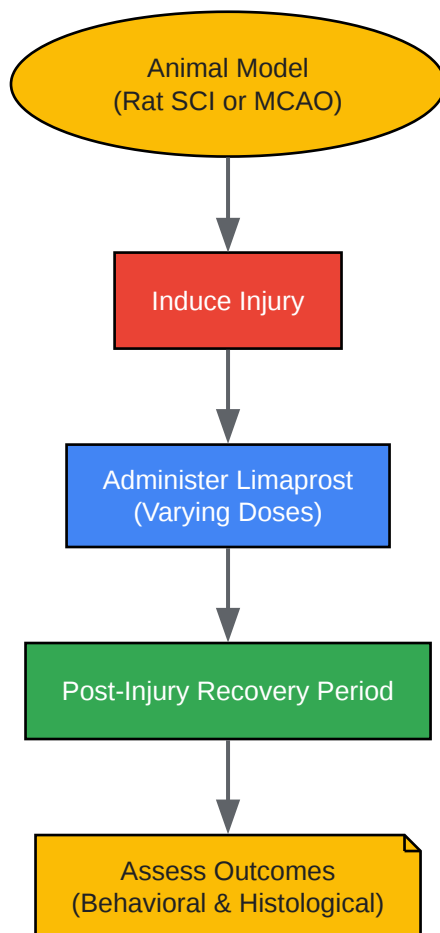 Animal Model
(Rat SCI or MCAO)
Induce Injury
Administer Limaprost
(Varying Doses)
Post-Injury Recovery Period
Assess Outcomes
(Behavioral & Histological)